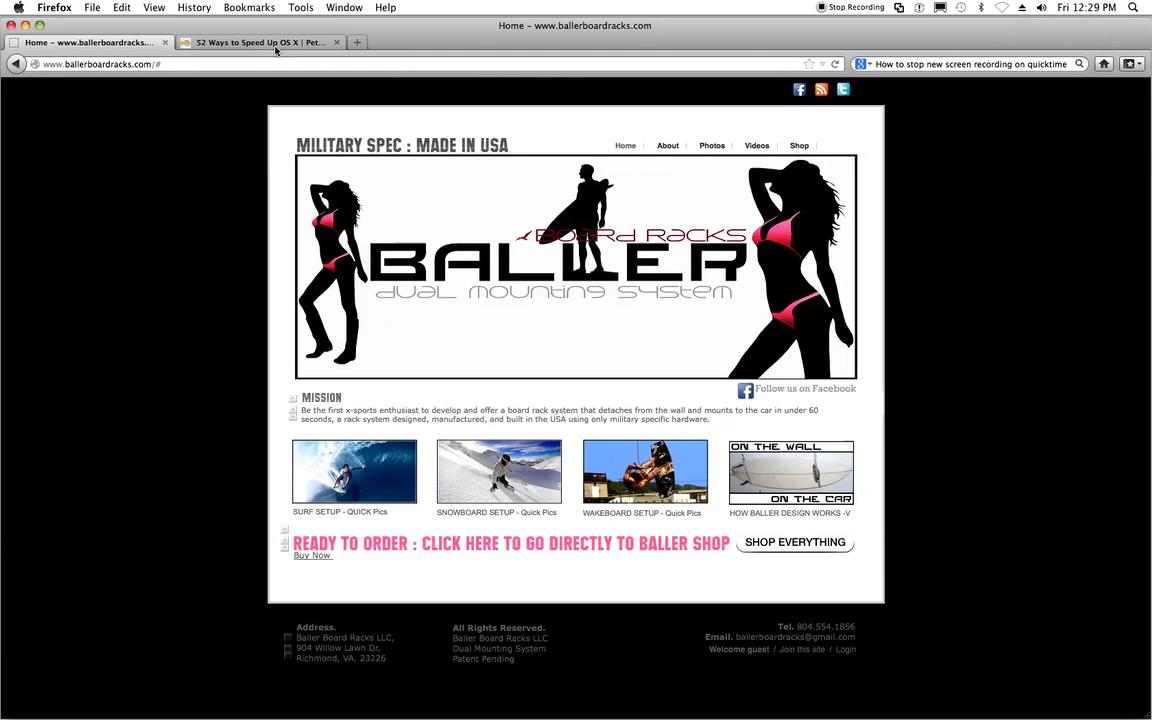 Firefox File Edit View History Bookmarks Tools Window Help Stop Recording Fri 12:29 PM
Home - www.ballerboardracks.com
Home - www.ballerboardracks.... 52 Ways to Speed Up OS X | Pet...
www.ballerboardracks.com/# How to stop new screen recording on quicktime
MILITARY SPEC : MADE IN USA
Home About Photos Videos Shop
Board Racks
BALLER
dual mounting system
Follow us on Facebook
MISSION
Be the first x-sports enthusiast to develop and offer a board rack system that detaches from the wall and mounts to the car in under 60
seconds, a rack system designed, manufactured, and built in the USA using only military specific hardware.
ON THE WALL
ON THE CAR
SURF SETUP - QUICK Pics SNOWBOARD SETUP - Quick Pics WAKEBOARD SETUP - Quick Pics HOW BALLER DESIGN WORKS -V
READY TO ORDER : CLICK HERE TO GO DIRECTLY TO BALLER SHOP SHOP EVERYTHING
Buy Now
Address.
Baller Board Racks LLC,
904 Willow Lawn Dr,
Richmond, VA. 23226
All Rights Reserved.
Baller Board Racks LLC
Dual Mounting System
Patent Pending
Tel. 804.554.1856
Email. ballerboardracks@gmail.com
Welcome guest / Join this site / Login